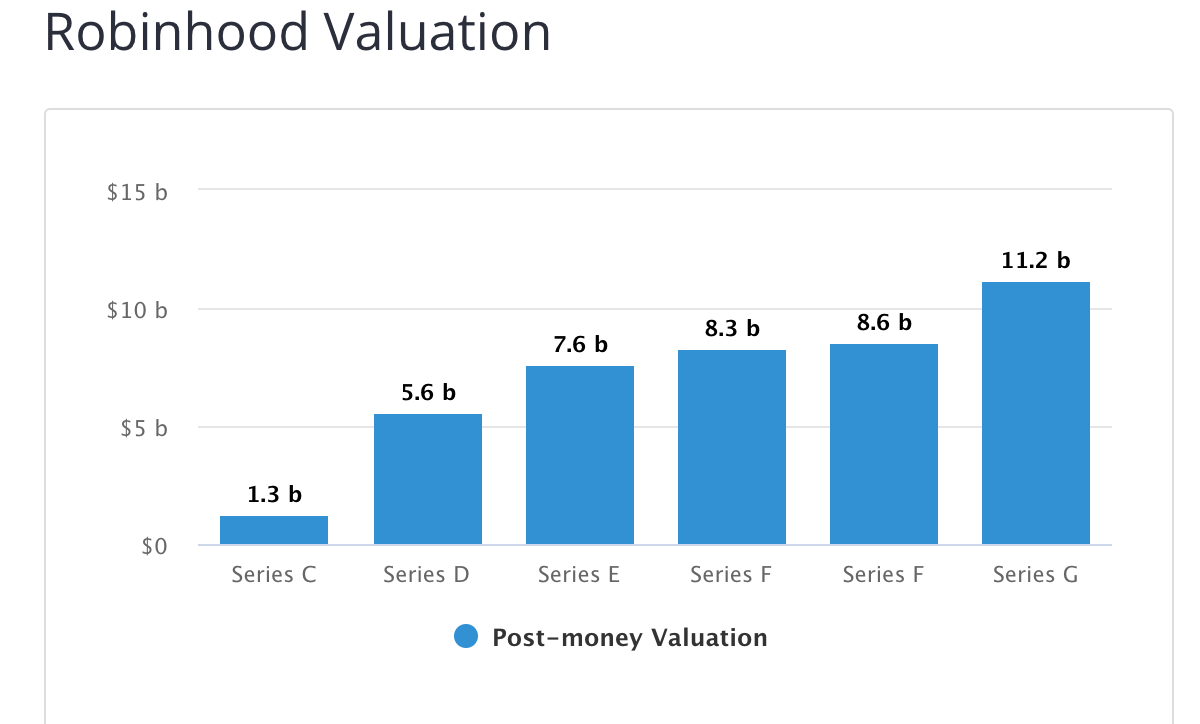 Robinhood Valuation
$15 b
$10 b
$5 b
$0
1.3 b
5.6 b
7.6 b
8.3 b
8.6 b
11.2 b
Series C Series D Series E Series F Series F Series G
Post-money Valuation